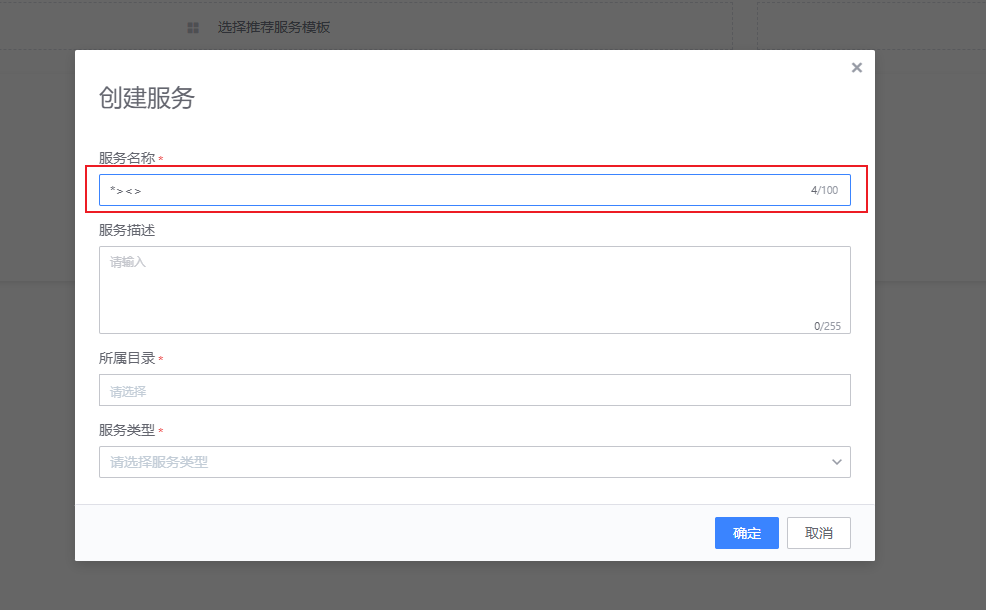 选择推荐服务模板
创建服务
服务名称*
*><>
4/100
服务描述
请输入
0/255
所属目录*
请选择
服务类型*
请选择服务类型
确定
取消